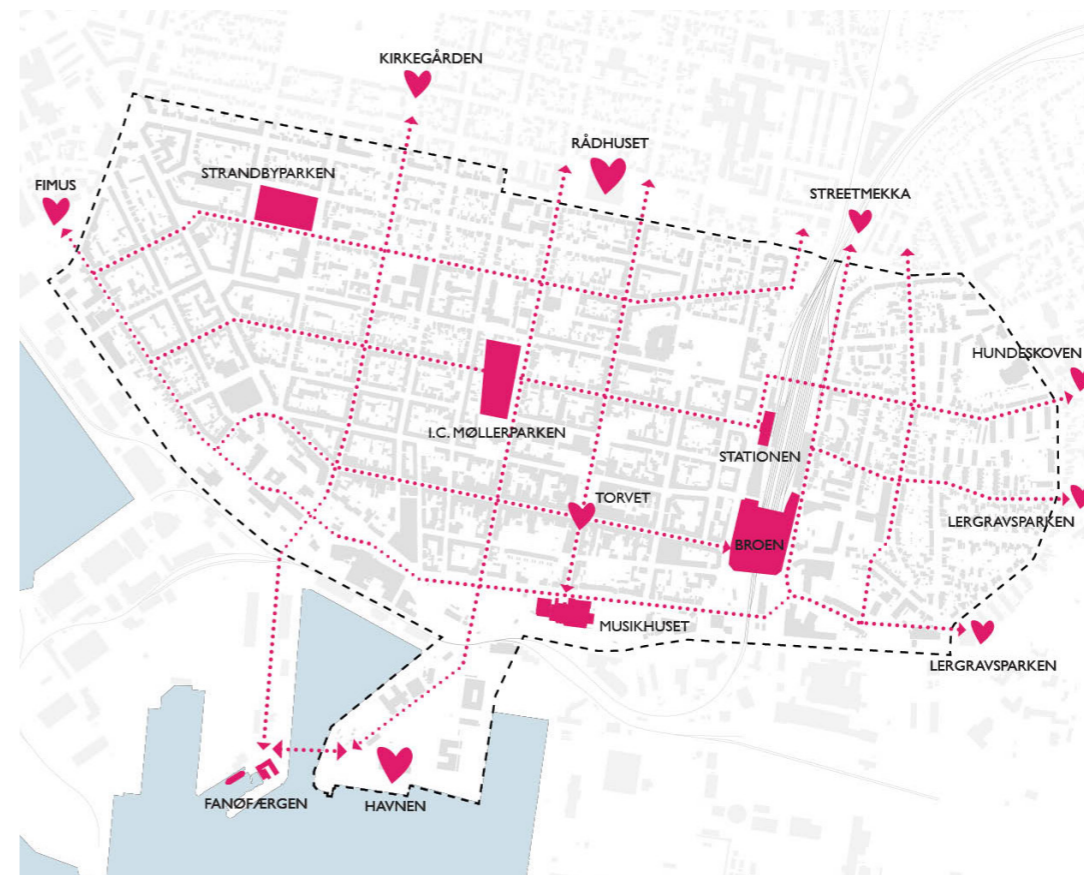 KIRKEGÅRDEN
RÅDHUSET
STRANDBYPARKEN
FIMUS
STREETMEKKA
HUNDESKOVEN
I.C. MØLLERPARKEN
STATIONEN
TORVET
LERGRAVSPARKEN
BROEN
MUSIKHUSET
LERGRAVSPARKEN
FANØFÆRGEN
HAVNEN